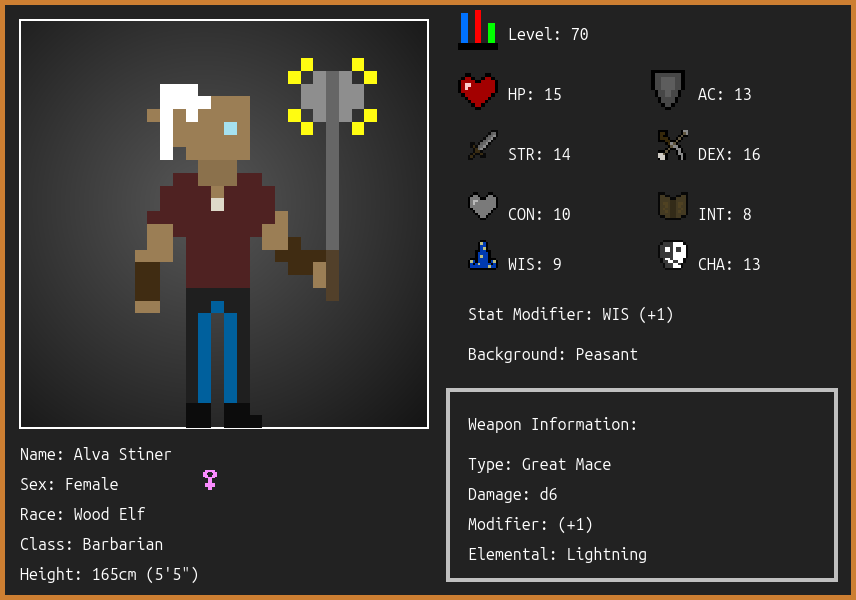 Level: 70
HP: 15
AC: 13
STR: 14
DEX: 16
CON: 10
INT: 8
WIS: 9
CHA: 13
Stat Modifier: WIS (+1)
Background: Peasant
Weapon Information:
Type: Great Mace
Damage: d6
Modifier: (+1)
Elemental: Lightning
Name: Alva Stiner
Sex: Female
Race: Wood Elf
Class: Barbarian
Height: 165cm (5'5")